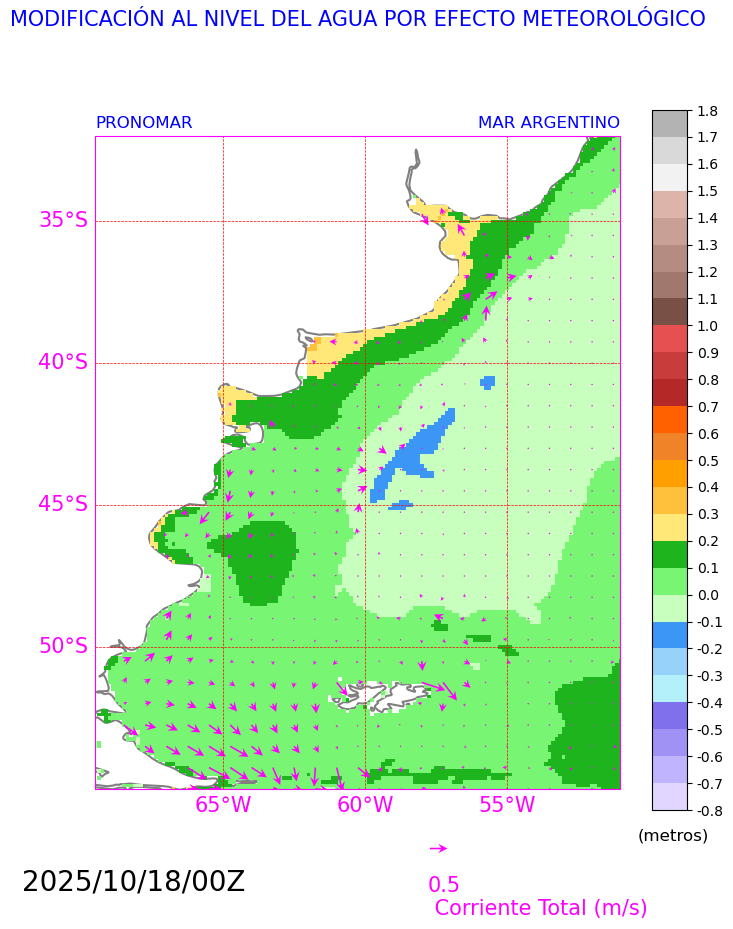 MODIFICACIÓN AL NIVEL DEL AGUA POR EFECTO METEOROLÓGICO
PRONOMAR
MAR ARGENTINO
35°S
40°S
45°S
50°S
65°W
60°W
55°W
1.8
1.7
1.6
1.5
1.4
1.3
1.2
1.1
1.0
0.9
0.8
0.7
0.6
0.5
0.4
0.3
0.2
0.1
0.0
-0.1
-0.2
-0.3
-0.4
-0.5
-0.6
-0.7
-0.8
(metros)
2025/10/18/00Z
0.5
Corriente Total (m/s)